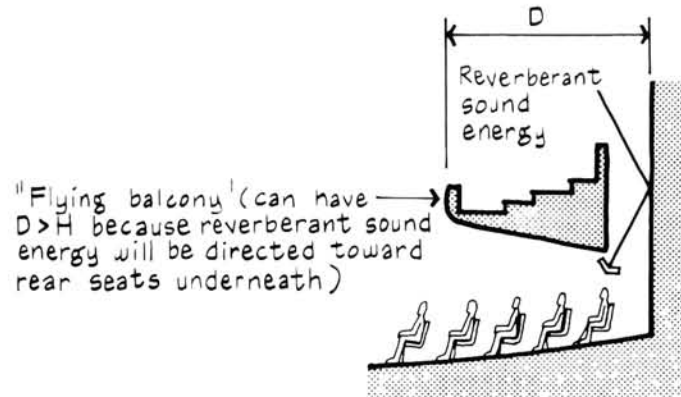 D
Reverberant
sound
energy
"Flying balcony" (can have
D>H because reverberant sound
energy will be directed toward
rear seats underneath)